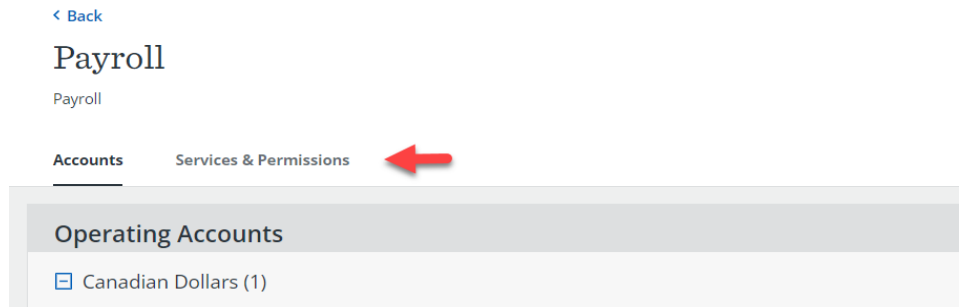 Back
Payroll
Payroll
Accounts Services & Permissions
Operating Accounts
Canadian Dollars (1)